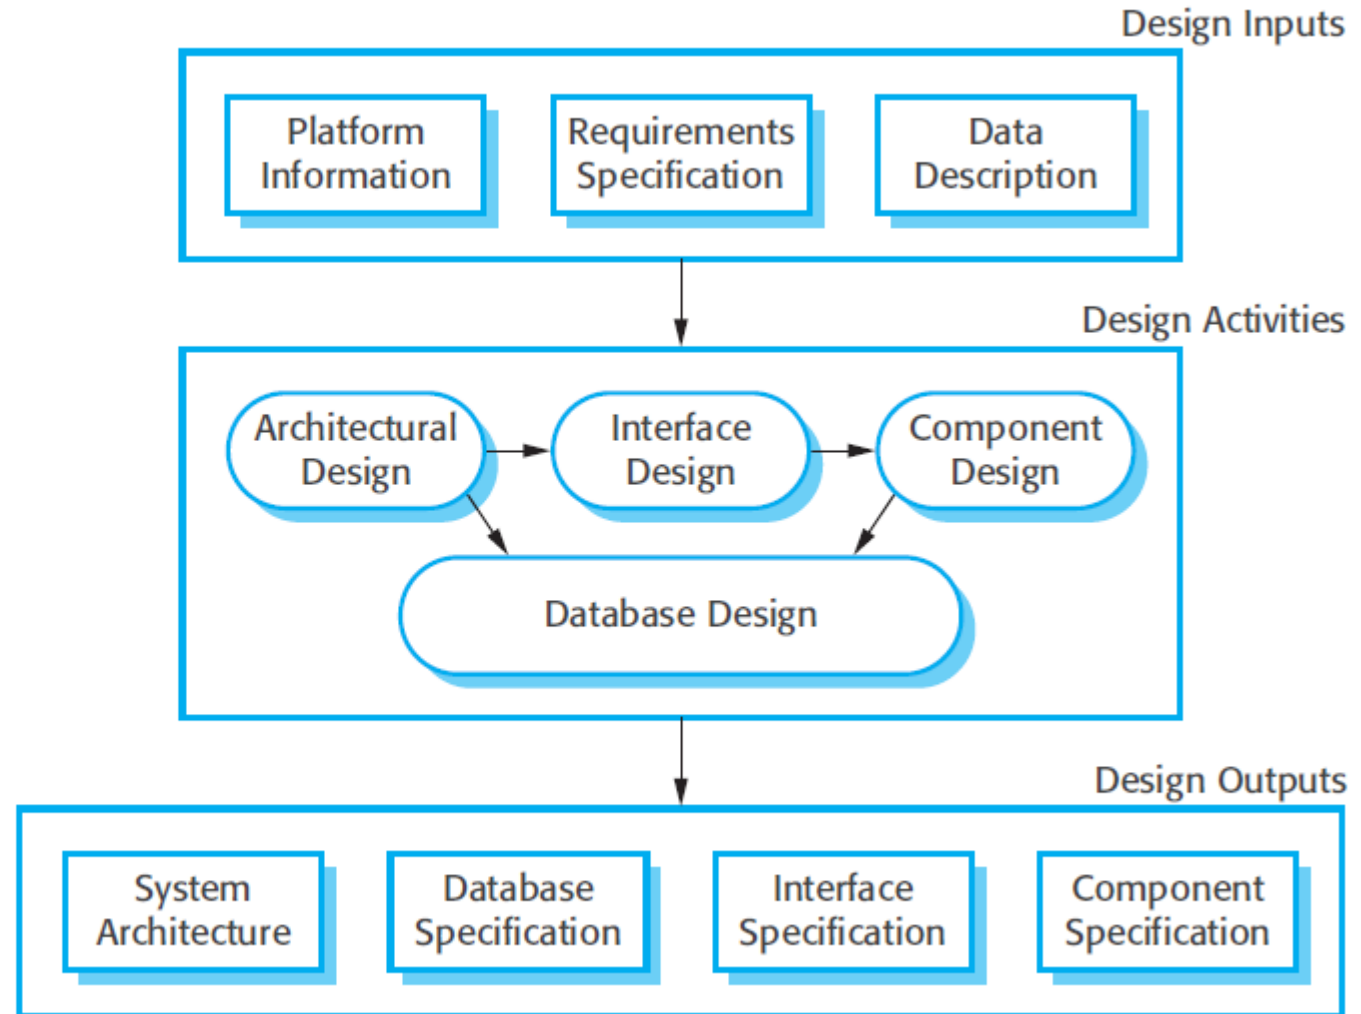 Design Inputs
Platform
Information
Requirements
Specification
Data
Description
Design Activities
Architectural
Design
Interface
Design
Component
Design
Database Design
Design Outputs
System
Architecture
Database
Specification
Interface
Specification
Component
Specification